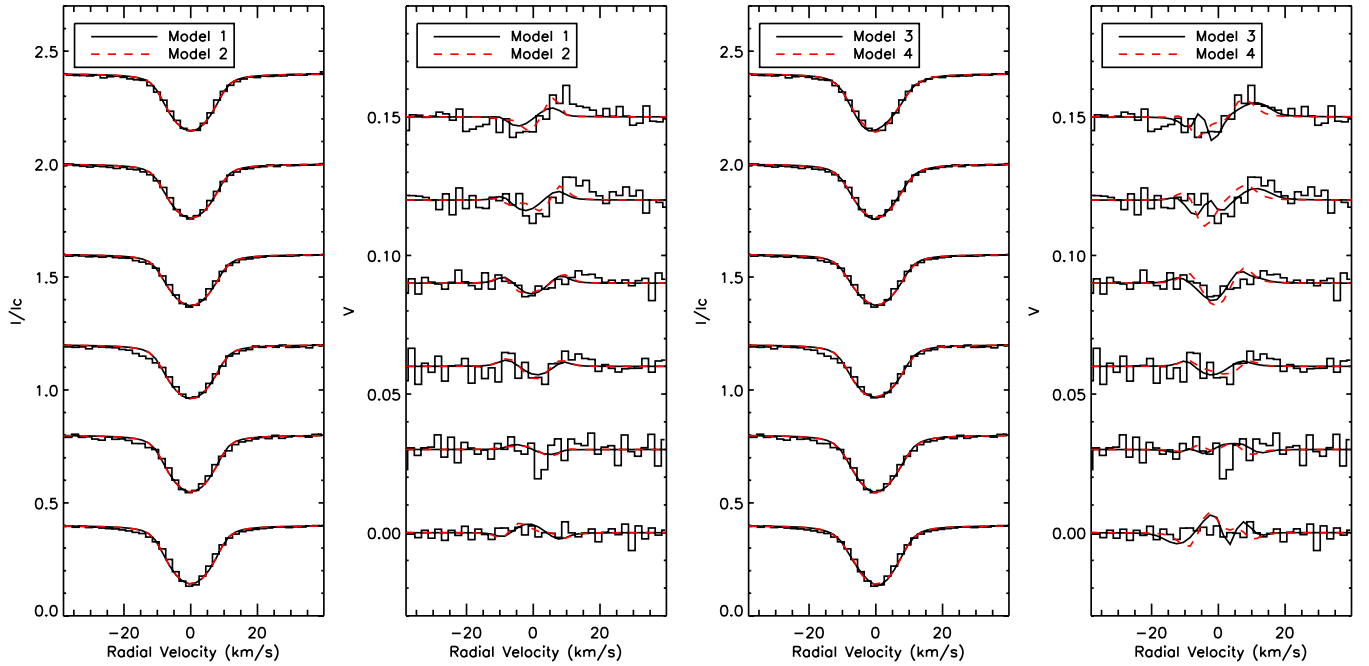 Model 1
Model 2
2.5
2.0
1.5
1.0
0.5
0.0
I/Ic
-20 0 20
Radial Velocity (km/s)
Model 1
Model 2
0.15
0.10
0.05
0.00
V
-20 0 20
Radial Velocity (km/s)
Model 3
Model 4
2.5
2.0
1.5
1.0
0.5
0.0
I/Ic
-20 0 20
Radial Velocity (km/s)
Model 3
Model 4
0.15
0.10
0.05
0.00
V
-20 0 20
Radial Velocity (km/s)